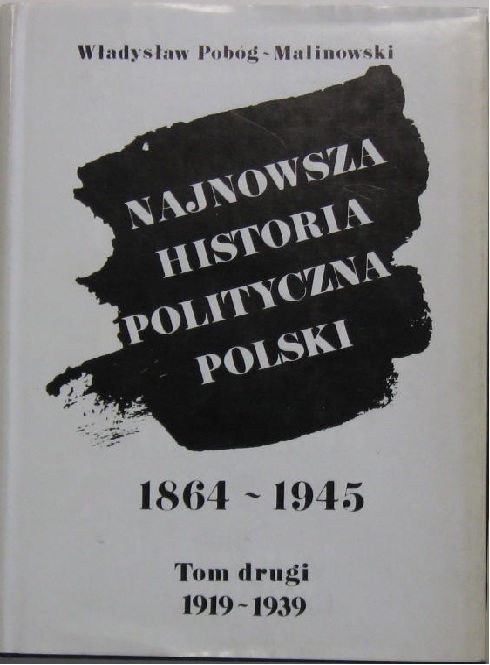 Władysław Pobóg-Malinowski
NAJNOWSZA
HISTORIA
POLITYCZNA
POLSKI
1864-1945
Tom drugi
1919-1939